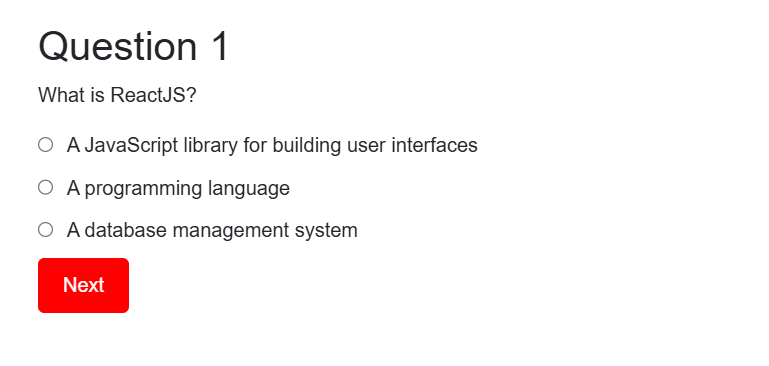 Question 1
What is ReactJS?
A JavaScript library for building user interfaces
A programming language
A database management system
Next